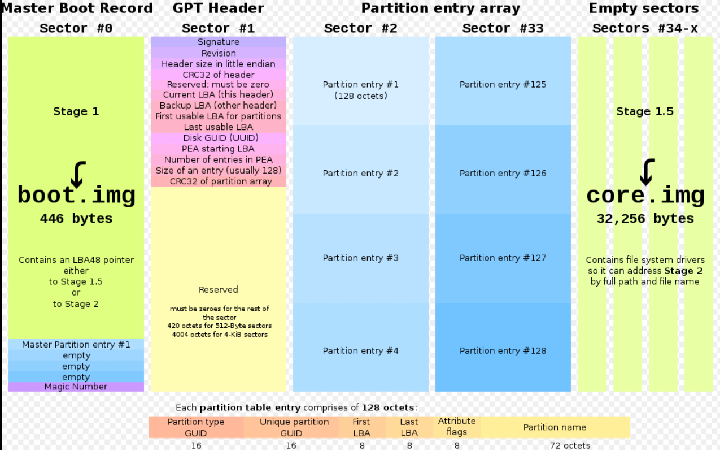 Master Boot Record
Sector #0
Stage 1
boot.img
446 bytes
Contains an LBA48 pointer
either
to Stage 1.5
or
to Stage 2
Master Partition entry #1
empty
empty
empty
Magic Number
GPT Header
Sector #1
Signature
Revision
Header size in little endian
CRC32 of header
Reserved: must be zero
Current LBA (this header)
Backup LBA (other header)
First usable LBA for partitions
Last usable LBA
Disk GUID (UUID)
PEA starting LBA
Number of entries in PEA
Size of an entry (usually 128)
CRC32 of partition array
Reserved
must be zeroes for the rest of
the sector
420 octets for 512-Byte sectors
4004 octets for 4-KiB sectors
Partition entry array
Sector #2
Partition entry #1
(128 octets)
Partition entry #2
Partition entry #3
Partition entry #4
Sector #33
Partition entry #125
Partition entry #126
Partition entry #127
Partition entry #128
Empty sectors
Sectors #34-x
Stage 1.5
core.img
32,256 bytes
Contains file system drivers
so it can address Stage 2
by full path and file name
Each partition table entry comprises of 128 octets:
Partition type
GUID
16
Unique partition
GUID
16
First
LBA
8
Last
LBA
8
Attribute
flags
8
Partition name
72 octets